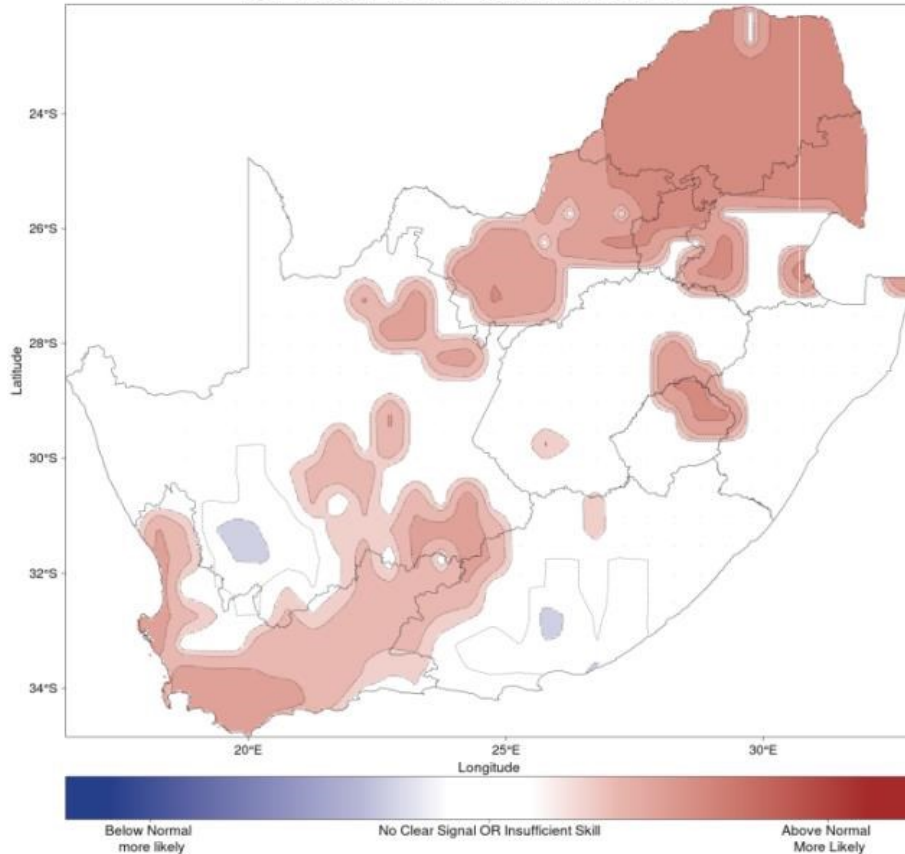 24°S
26°S
28°S
Latitude
30°S
32°S
34°S
20°E
25°E
30°E
Longitude
Below Normal
more likely
No Clear Signal OR Insufficient Skill
Above Normal
More Likely